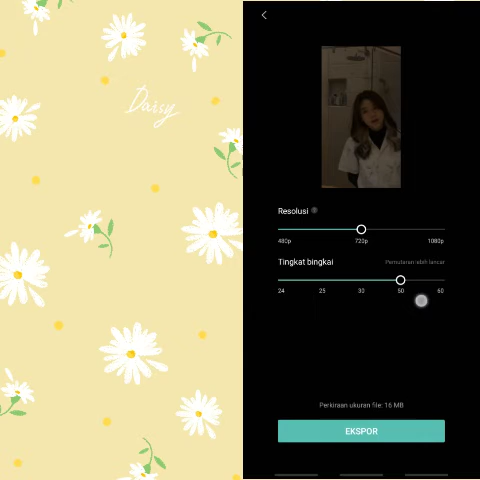 Daisy
Resolusi
480p 720p 1080p
Tingkat bingkai
Pemutaran lebih lancar
24 25 30 50 60
Perkiraan ukuran file: 16 MB
EKSPOR